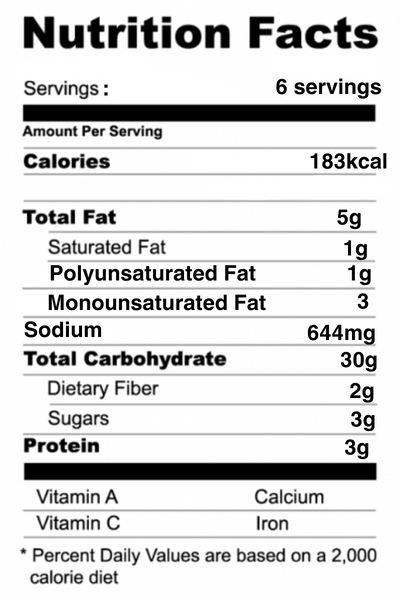 Nutrition Facts
Servings : 6 servings
Amount Per Serving
Calories 183kcal
Total Fat 5g
Saturated Fat 1g
Polyunsaturated Fat 1g
Monounsaturated Fat 3
Sodium 644mg
Total Carbohydrate 30g
Dietary Fiber 2g
Sugars 3g
Protein 3g
Vitamin A Calcium
Vitamin C Iron
* Percent Daily Values are based on a 2,000
calorie diet